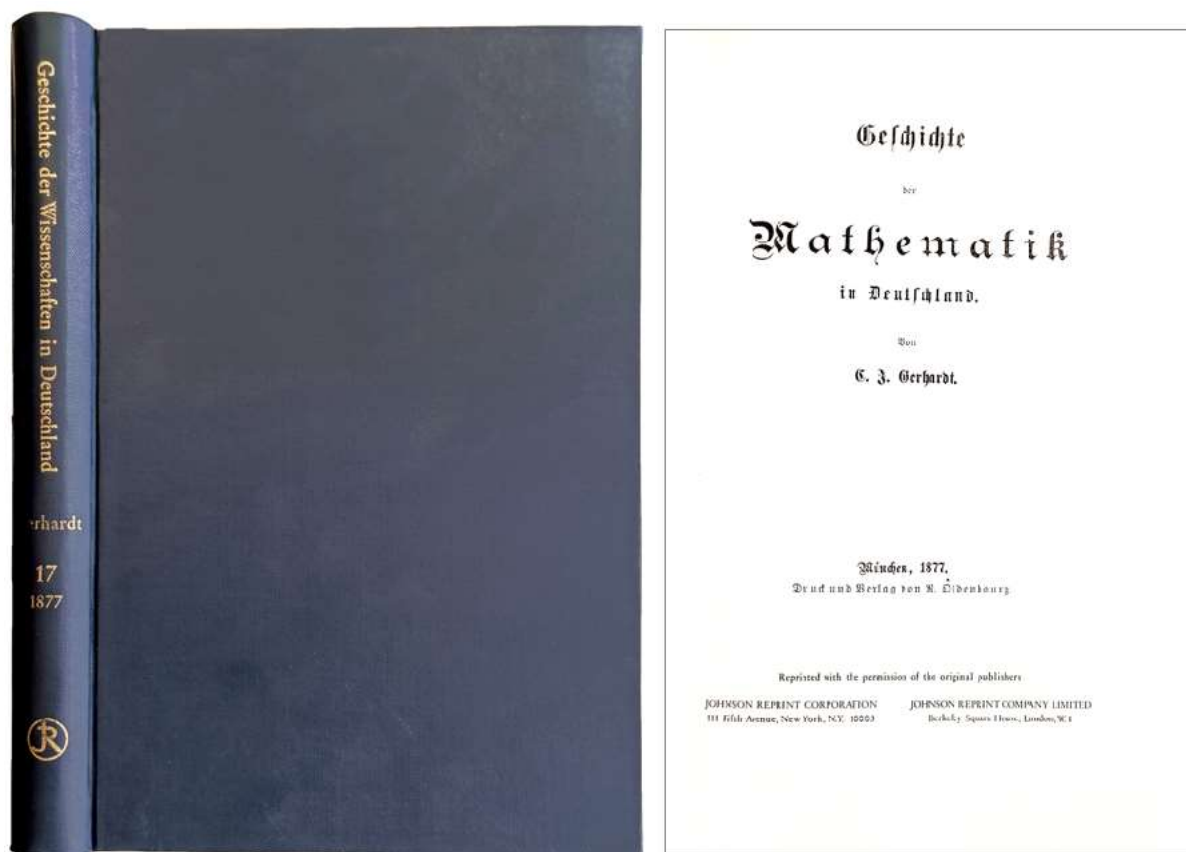 Geschichte der Wissenschaften in Deutschland
erhardt
17
1877
JR
Geschichte
der
Mathematik
in Deutschland.
Von
C. J. Gerhardt.
München, 1877.
Druck und Verlag von R. Oldenbourg
Reprinted with the permission of the original publishers
JOHNSON REPRINT CORPORATION
111 Fifth Avenue, New York, N.Y. 10003
JOHNSON REPRINT COMPANY LIMITED
Berkeley Square House, London, W.1